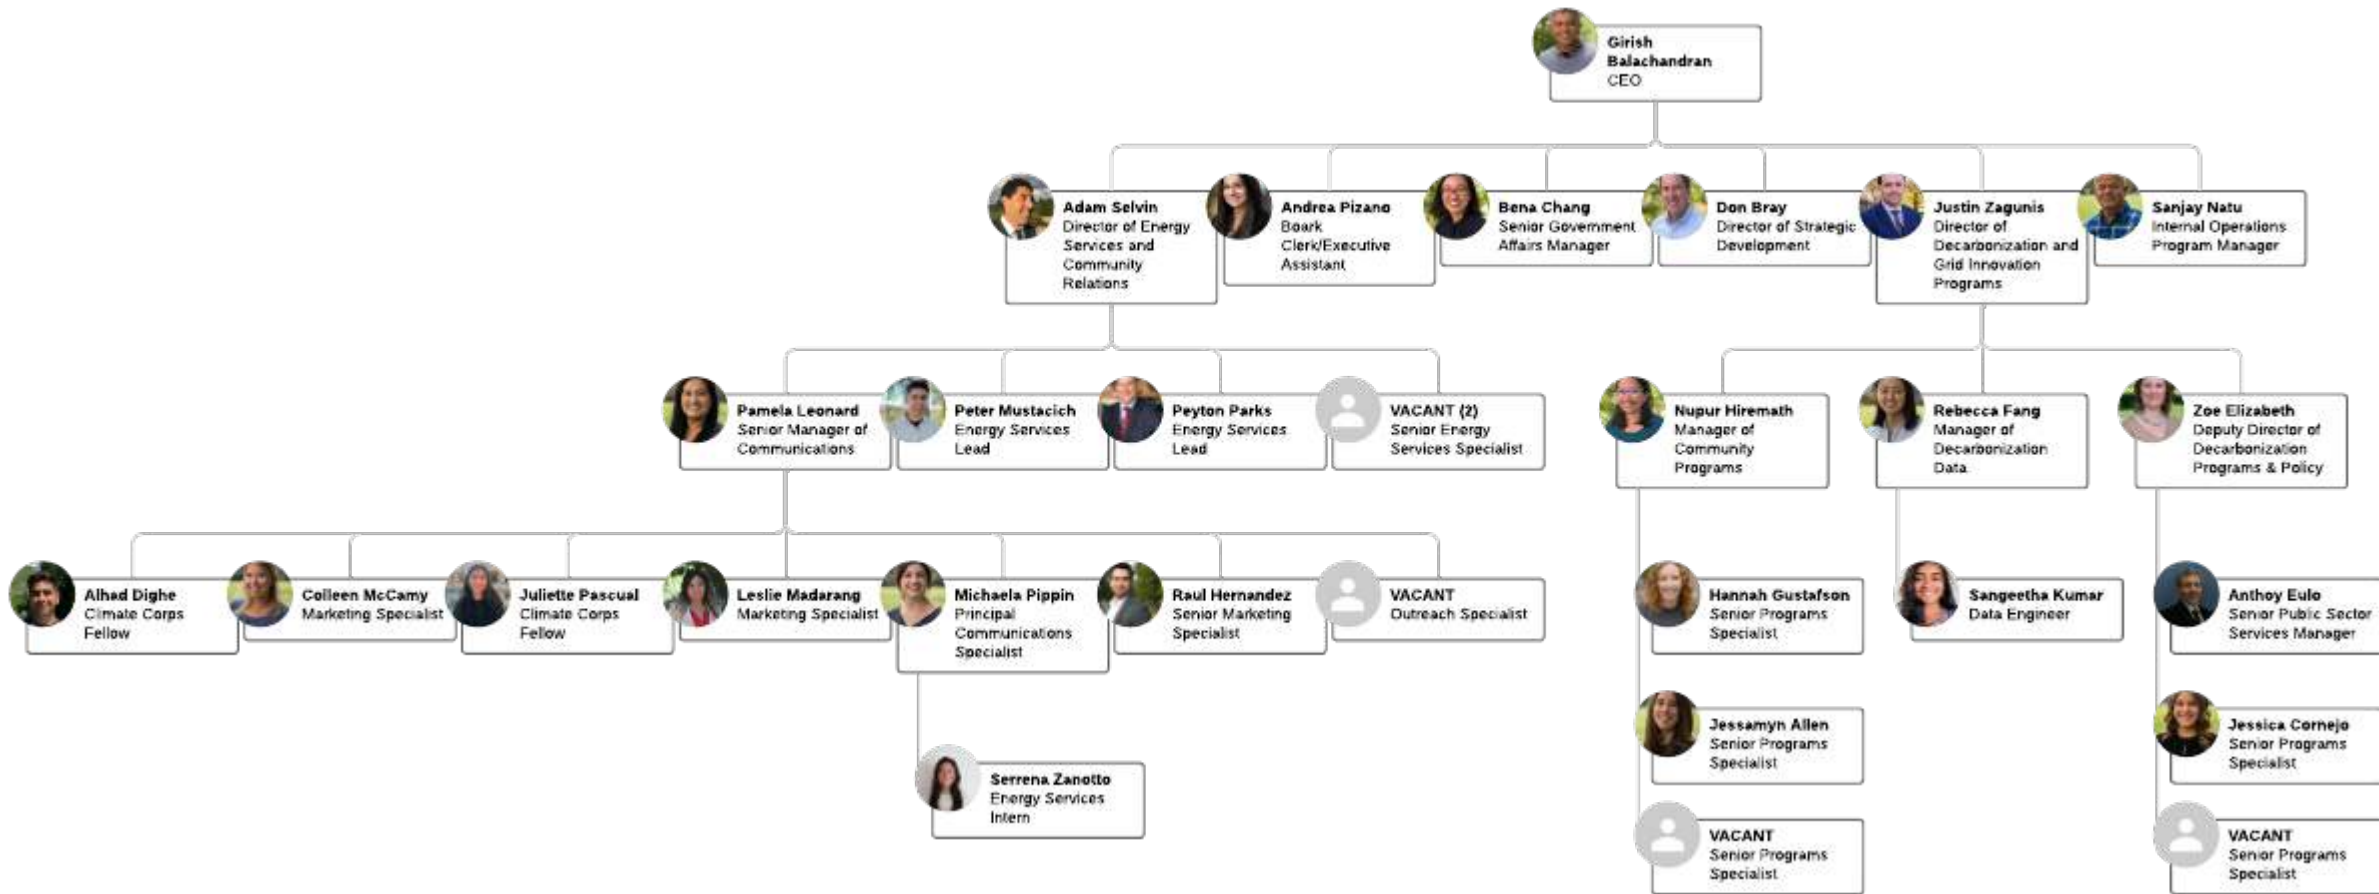 Girish
Balachandran
CEO
Adam Selvin
Director of Energy
Services and
Community
Relations
Andrea Pizano
Boark
Clerk/Executive
Assistant
Bena Chang
Senior Government
Affairs Manager
Don Bray
Director of Strategic
Development
Justin Zagunis
Director of
Decarbonization and
Grid Innovation
Programs
Sanjay Natu
Internal Operations
Program Manager
Pamela Leonard
Senior Manager of
Communications
Peter Mustacich
Energy Services
Lead
Peyton Parks
Energy Services
Lead
VACANT (2)
Senior Energy
Services Specialist
Nupur Hiremath
Manager of
Community
Programs
Rebecca Fang
Manager of
Decarbonization
Data
Zoe Elizabeth
Deputy Director of
Decarbonization
Programs & Policy
Alhad Dighe
Climate Corps
Fellow
Colleen McCamy
Marketing Specialist
Juliette Pascual
Climate Corps
Fellow
Leslie Madarang
Marketing Specialist
Michaela Pippin
Principal
Communications
Specialist
Raul Hernandez
Senior Marketing
Specialist
VACANT
Outreach Specialist
Hannah Gustafson
Senior Programs
Specialist
Sangeetha Kumar
Data Engineer
Anthoy Eulo
Senior Public Sector
Services Manager
Jessamyn Allen
Senior Programs
Specialist
Jessica Cornejo
Senior Programs
Specialist
Serrena Zanotto
Energy Services
Intern
VACANT
Senior Programs
Specialist
VACANT
Senior Programs
Specialist